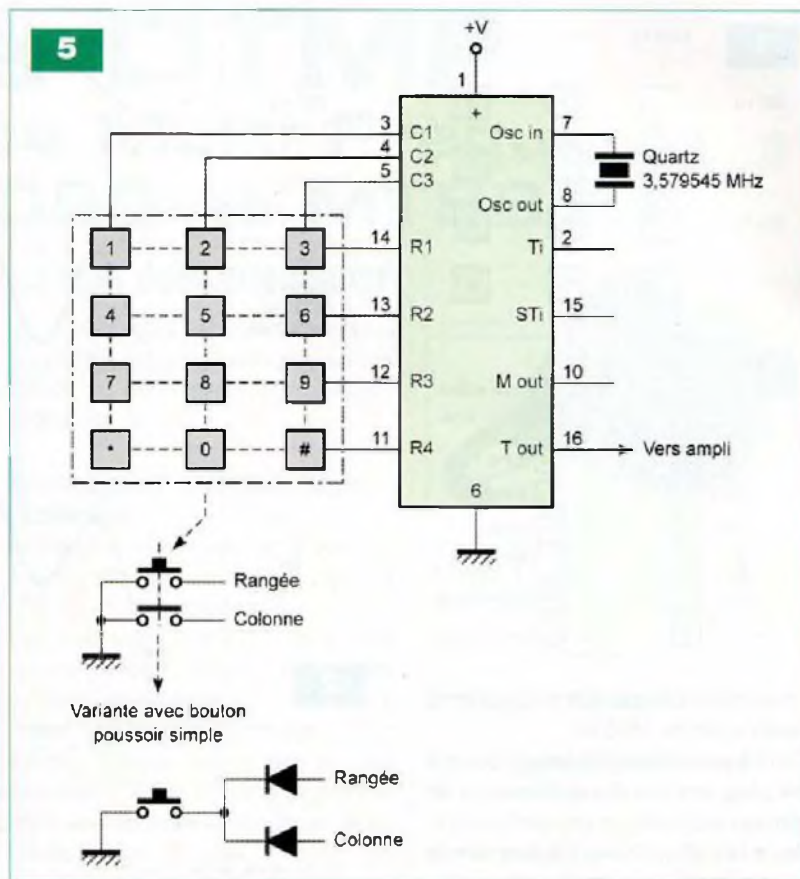 5
+V
1
+
3 C1 Osc in 7
4 C2
5 C3
Quartz
3,579545 MHz
Osc out 8
1 2 3 14 R1 Ti 2
4 5 6 13 R2 STi 15
7 8 9 12 R3 M out 10
* 0 # 11 R4 T out 16 Vers ampli
6
Rangée
Colonne
Variante avec bouton
poussoir simple
Rangée
Colonne